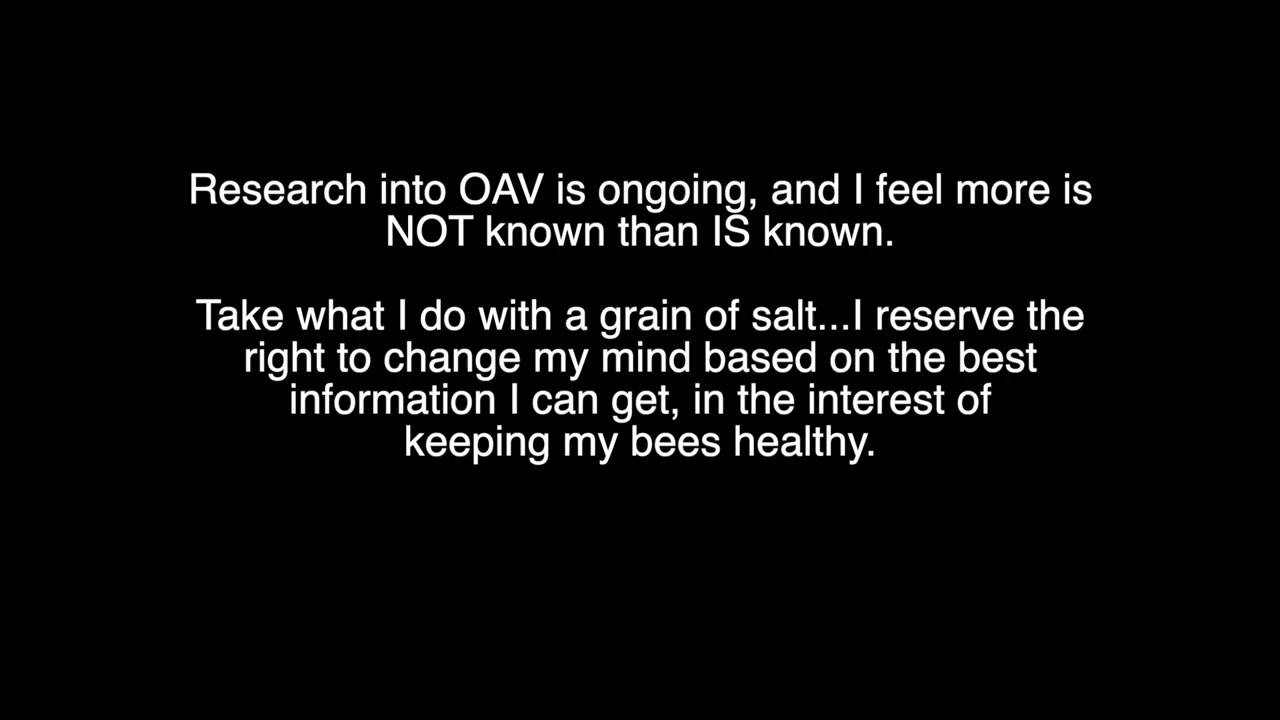 Research into OAV is ongoing, and I feel more is
NOT known than IS known.
Take what I do with a grain of salt...I reserve the
right to change my mind based on the best
information I can get, in the interest of
keeping my bees healthy.